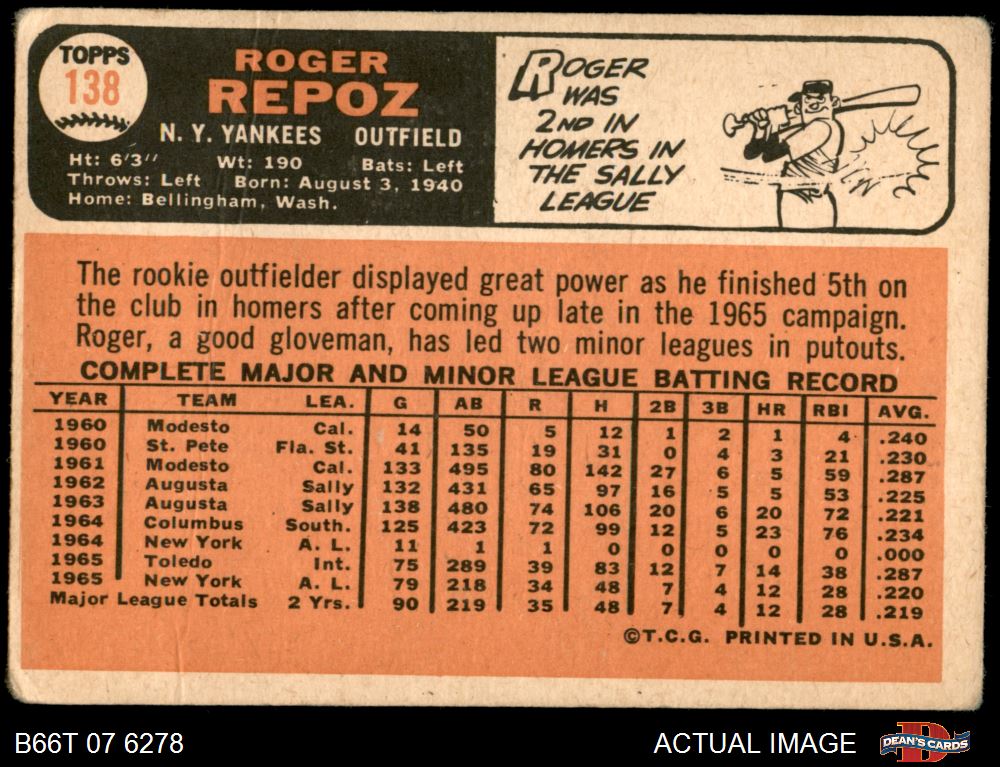 TOPPS
138
ROGER
REPOZ
N. Y. YANKEES OUTFIELD
Ht: 6'3" Wt: 190 Bats: Left
Throws: Left Born: August 3, 1940
Home: Bellingham, Wash.
ROGER
WAS
2ND IN
HOMERS IN
THE SALLY
LEAGUE
The rookie outfielder displayed great power as he finished 5th on
the club in homers after coming up late in the 1965 campaign.
Roger, a good gloveman, has led two minor leagues in putouts.
COMPLETE MAJOR AND MINOR LEAGUE BATTING RECORD
YEAR TEAM LEA. G AB R H 2B 3B HR RBI AVG.
1960 Modesto Cal. 14 50 5 12 1 2 1 4 .240
1960 St. Pete Fla. St. 41 135 19 31 0 4 3 21 .230
1961 Modesto Cal. 133 495 80 142 27 6 5 59 .287
1962 Augusta Sally 132 431 65 97 16 5 5 53 .225
1963 Augusta Sally 138 480 74 106 20 6 20 72 .221
1964 Columbus South. 125 423 72 99 12 5 23 76 .234
1964 New York A. L. 11 1 1 0 0 0 0 0 .000
1965 Toledo Int. 75 289 39 83 12 7 14 38 .287
1965 New York A. L. 79 218 34 48 7 4 12 28 .220
Major League Totals 2 Yrs. 90 219 35 48 7 4 12 28 .219
©T.C.G. PRINTED IN U.S.A.
B66T 07 6278 ACTUAL IMAGE DEAN'S CARDS